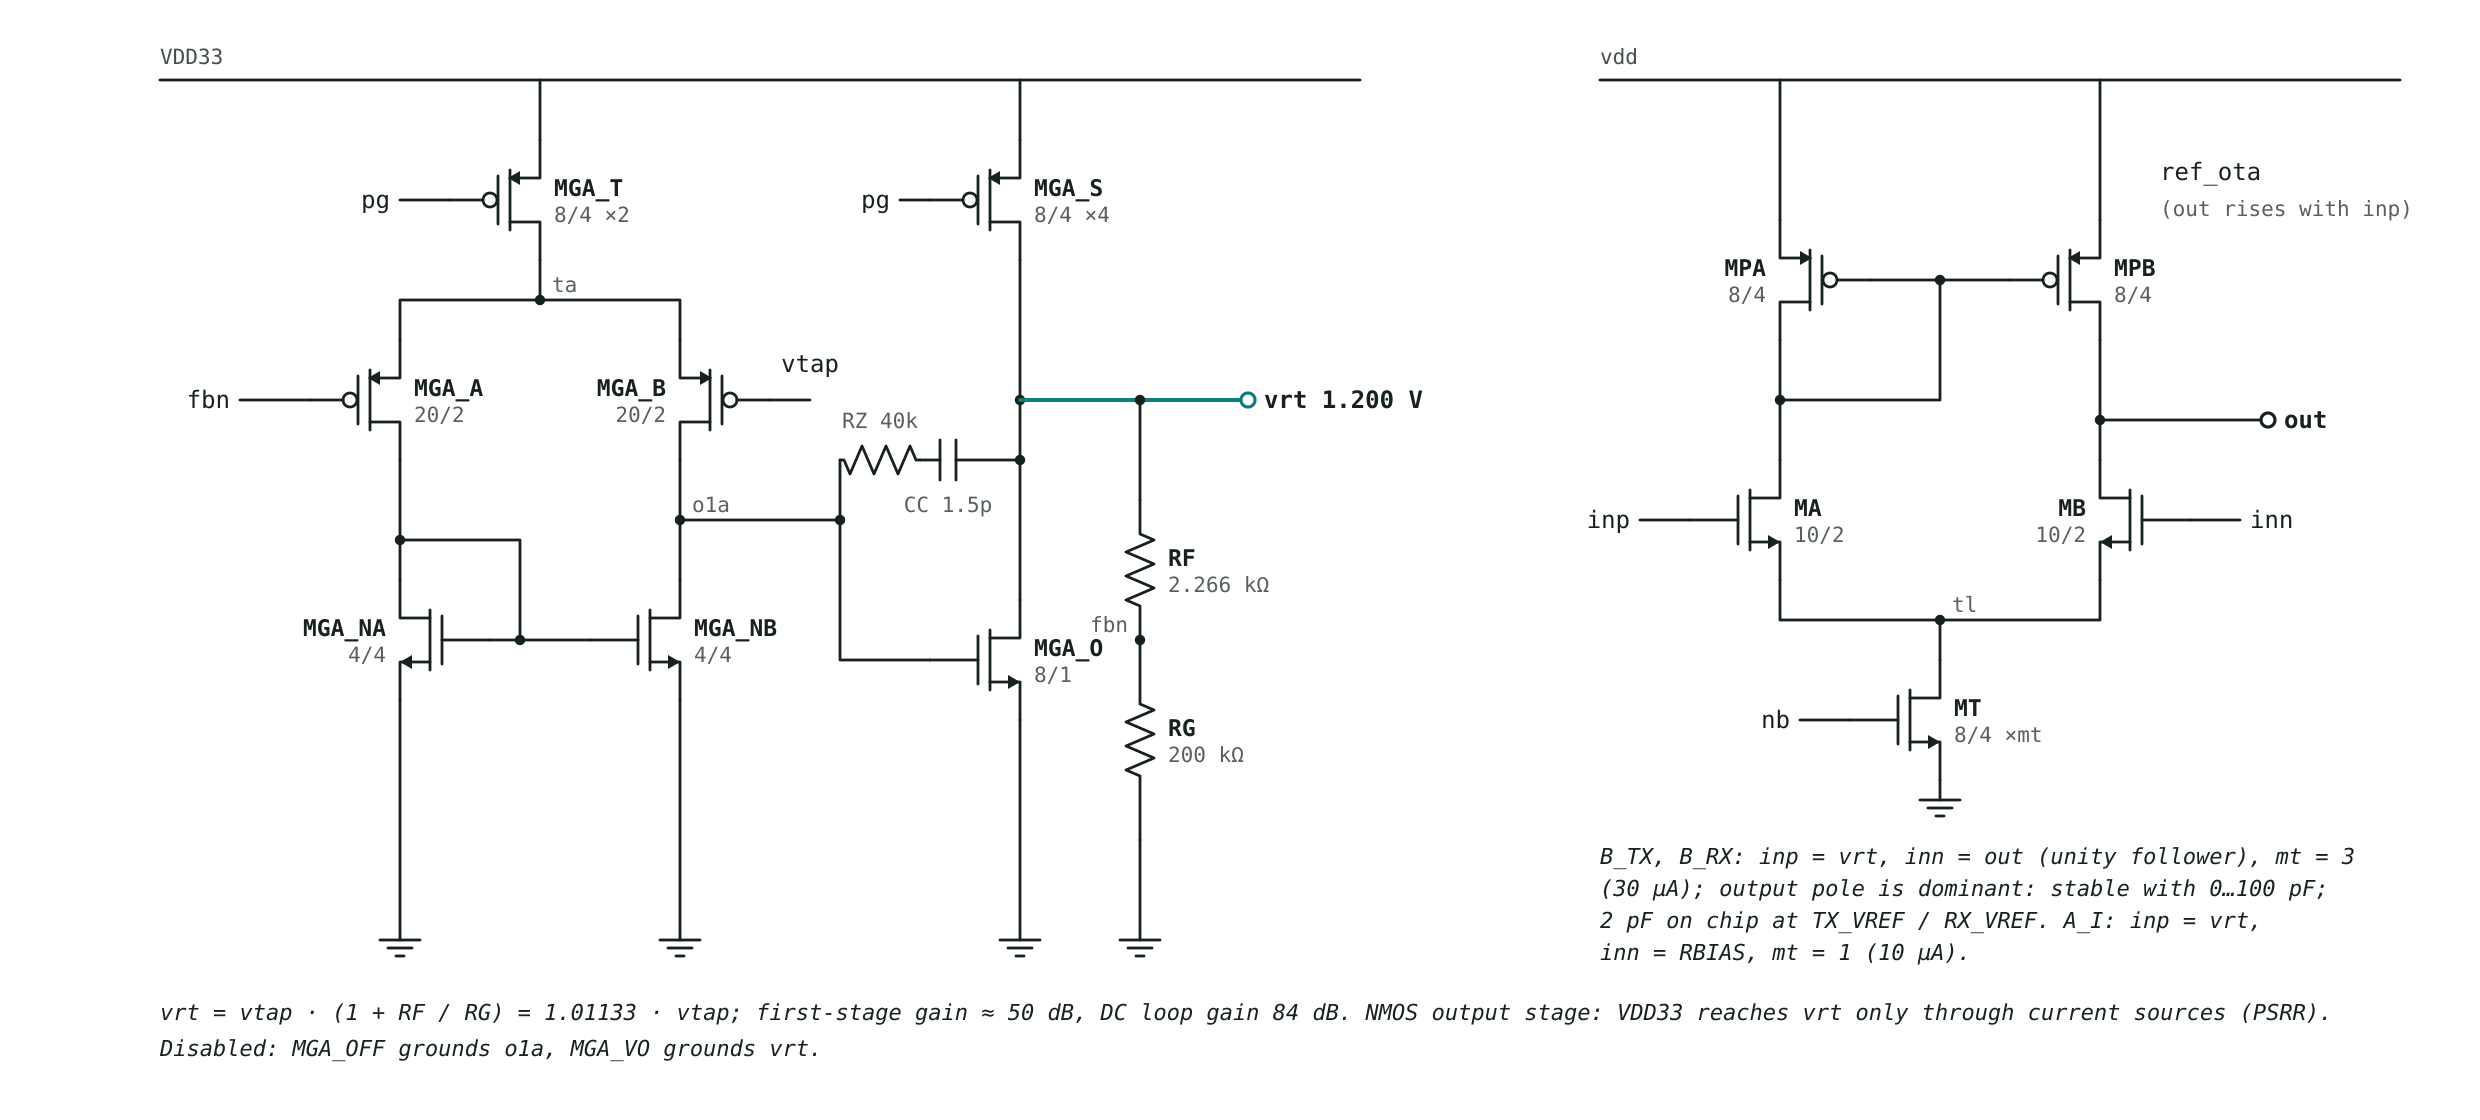 VDD33
vdd
pg
MGA_T
8/4 ×2
pg
MGA_S
8/4 ×4
ref_ota
(out rises with inp)
ta
MPA
8/4
MPB
8/4
fbn
MGA_A
20/2
MGA_B
20/2
vtap
vrt 1.200 V
RZ 40k
CC 1.5p
out
o1a
inp
MA
10/2
MB
10/2
inn
RF
2.266 kΩ
fbn
tl
MGA_NA
4/4
MGA_NB
4/4
MGA_O
8/1
RG
200 kΩ
nb
MT
8/4 ×mt
B_TX, B_RX: inp = vrt, inn = out (unity follower), mt = 3
(30 µA); output pole is dominant: stable with 0…100 pF;
2 pF on chip at TX_VREF / RX_VREF. A_I: inp = vrt,
inn = RBIAS, mt = 1 (10 µA).
vrt = vtap · (1 + RF / RG) = 1.01133 · vtap; first-stage gain ≈ 50 dB, DC loop gain 84 dB. NMOS output stage: VDD33 reaches vrt only through current sources (PSRR).
Disabled: MGA_OFF grounds o1a, MGA_VO grounds vrt.